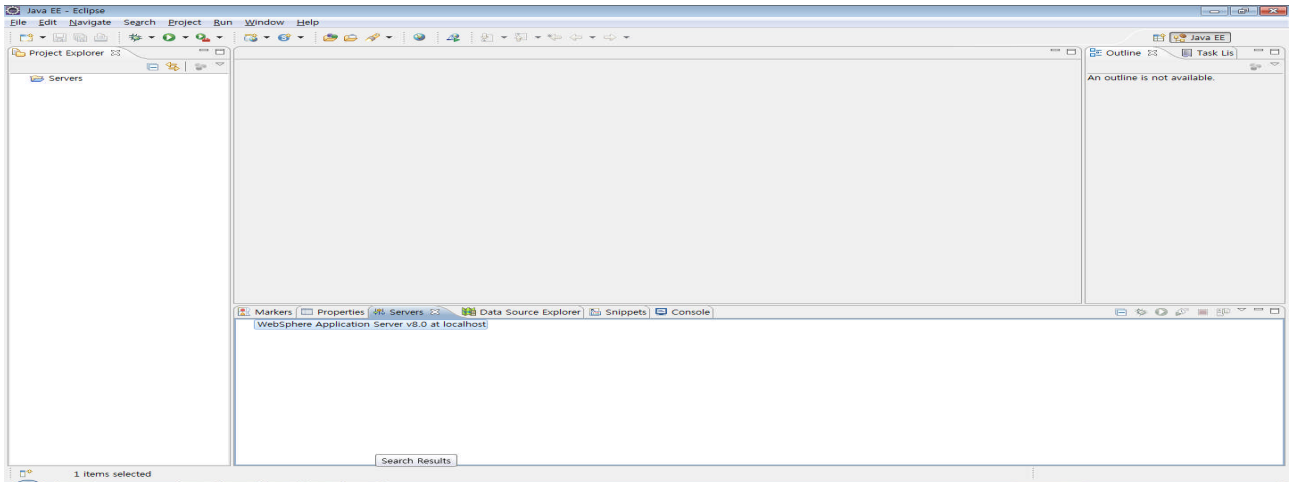 Java EE - Eclipse
File Edit Navigate Search Project Run Window Help
Java EE
Project Explorer
Outline Task Lis
Servers
An outline is not available.
Markers Properties Servers Data Source Explorer Snippets Console
WebSphere Application Server v8.0 at localhost
Search Results
1 items selected